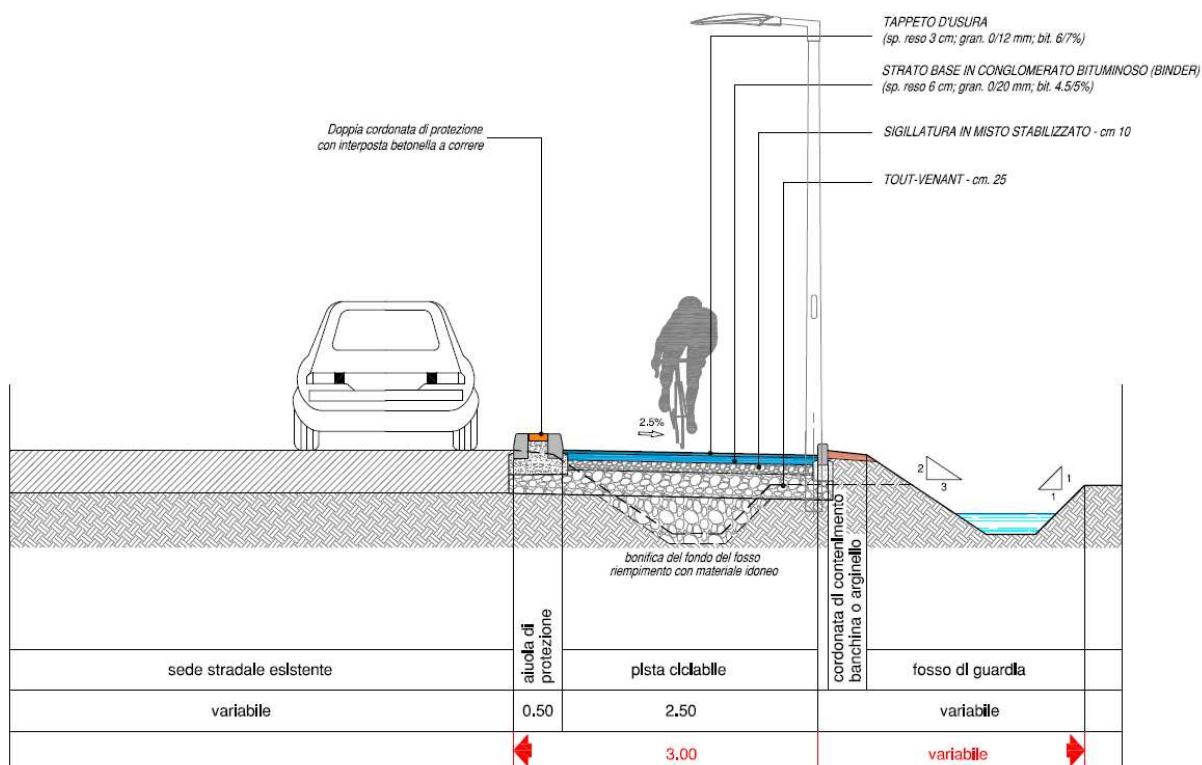 TAPPETO D'USURA
(sp. reso 3 cm; gran. 0/12 mm; bit. 6/7%)
STRATO BASE IN CONGLOMERATO BITUMINOSO (BINDER)
(sp. reso 6 cm; gran. 0/20 mm; bit. 4.5/5%)
Doppia cordonata di protezione
con interposta betonella a correre
SIGILLATURA IN MISTO STABILIZZATO - cm 10
TOUT-VENANT - cm. 25
2.5%
2
3
1
1
bonifica del fondo del fosso
riempimento con materiale idoneo
sede stradale esistente
aiuola di
protezione
pista ciclabile
cordonata di contenimento
banchina o arginello
fosso di guardia
variabile
0.50
2.50
variabile
3.00
variabile